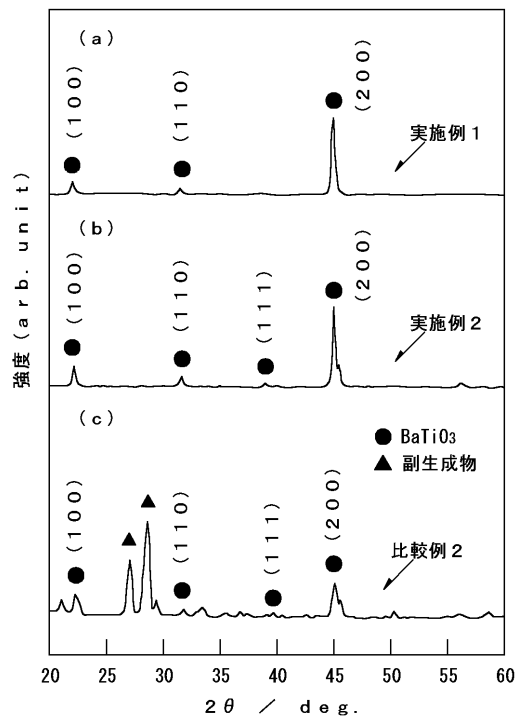 (a)
(100)
(110)
(200)
実施例1
(b)
(100)
(110)
(111)
(200)
実施例2
(c)
● BaTiO₃
▲ 副生成物
(100)
(110)
(111)
(200)
比較例2
強度(arb. unit)
20 25 30 35 40 45 50 55 60
2θ / deg.